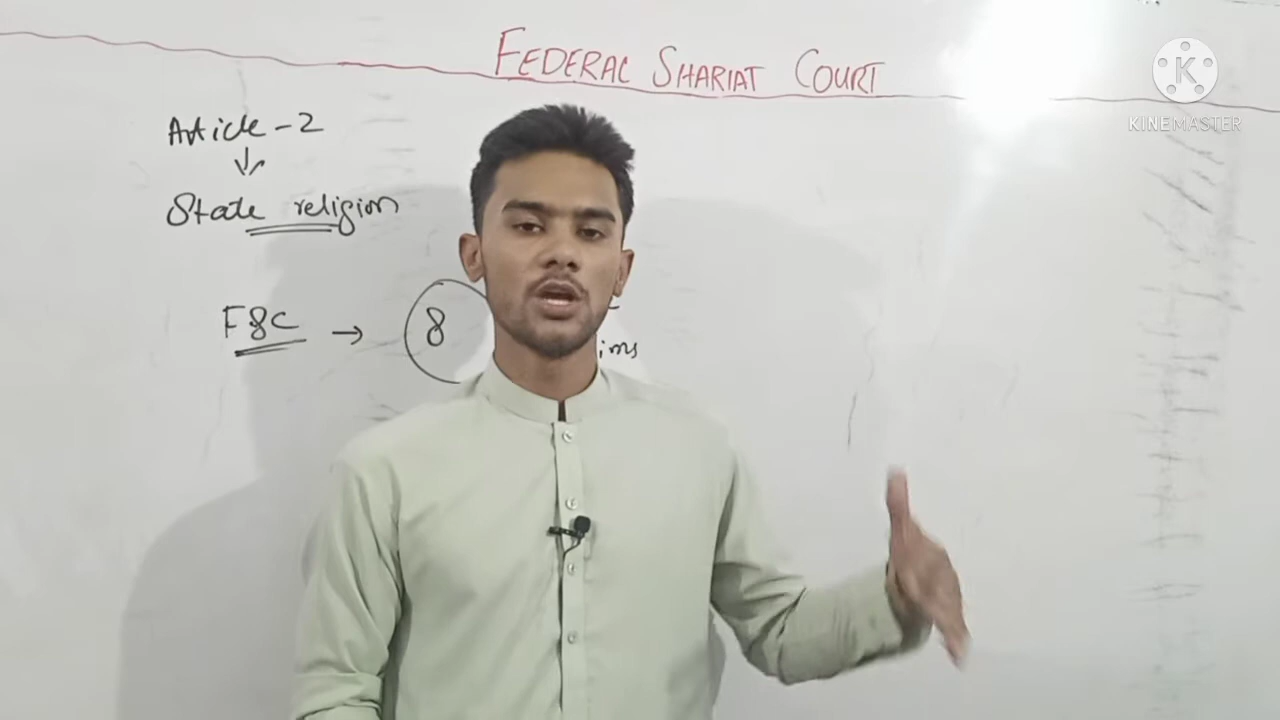 FEDERAL SHARIAT COURT
Article - 2
State religion
FSC → 8
KINEMASTER